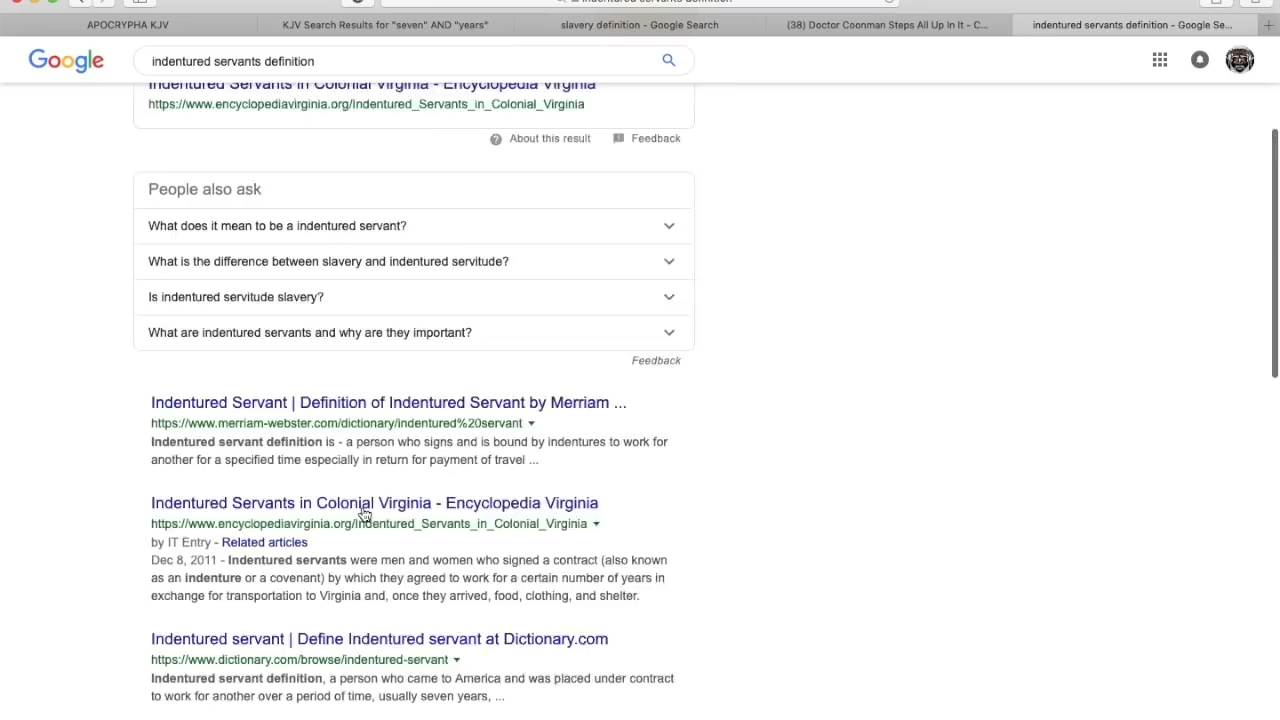 indentured servants definition
APOCRYPHA KJV
KJV Search Results for "seven" AND "years"
slavery definition - Google Search
(38) Doctor Coonman Steps All Up In It - C...
indentured servants definition - Google Se...
Google
indentured servants definition
Indentured Servants in Colonial Virginia - Encyclopedia Virginia
https://www.encyclopediavirginia.org/Indentured_Servants_in_Colonial_Virginia
About this result
Feedback
People also ask
What does it mean to be a indentured servant?
What is the difference between slavery and indentured servitude?
Is indentured servitude slavery?
What are indentured servants and why are they important?
Feedback
Indentured Servant | Definition of Indentured Servant by Merriam ...
https://www.merriam-webster.com/dictionary/indentured%20servant
Indentured servant definition is - a person who signs and is bound by indentures to work for
another for a specified time especially in return for payment of travel ...
Indentured Servants in Colonial Virginia - Encyclopedia Virginia
https://www.encyclopediavirginia.org/Indentured_Servants_in_Colonial_Virginia
by IT Entry - Related articles
Dec 8, 2011 - Indentured servants were men and women who signed a contract (also known
as an indenture or a covenant) by which they agreed to work for a certain number of years in
exchange for transportation to Virginia and, once they arrived, food, clothing, and shelter.
Indentured servant | Define Indentured servant at Dictionary.com
https://www.dictionary.com/browse/indentured-servant
Indentured servant definition, a person who came to America and was placed under contract
to work for another over a period of time, usually seven years, ...